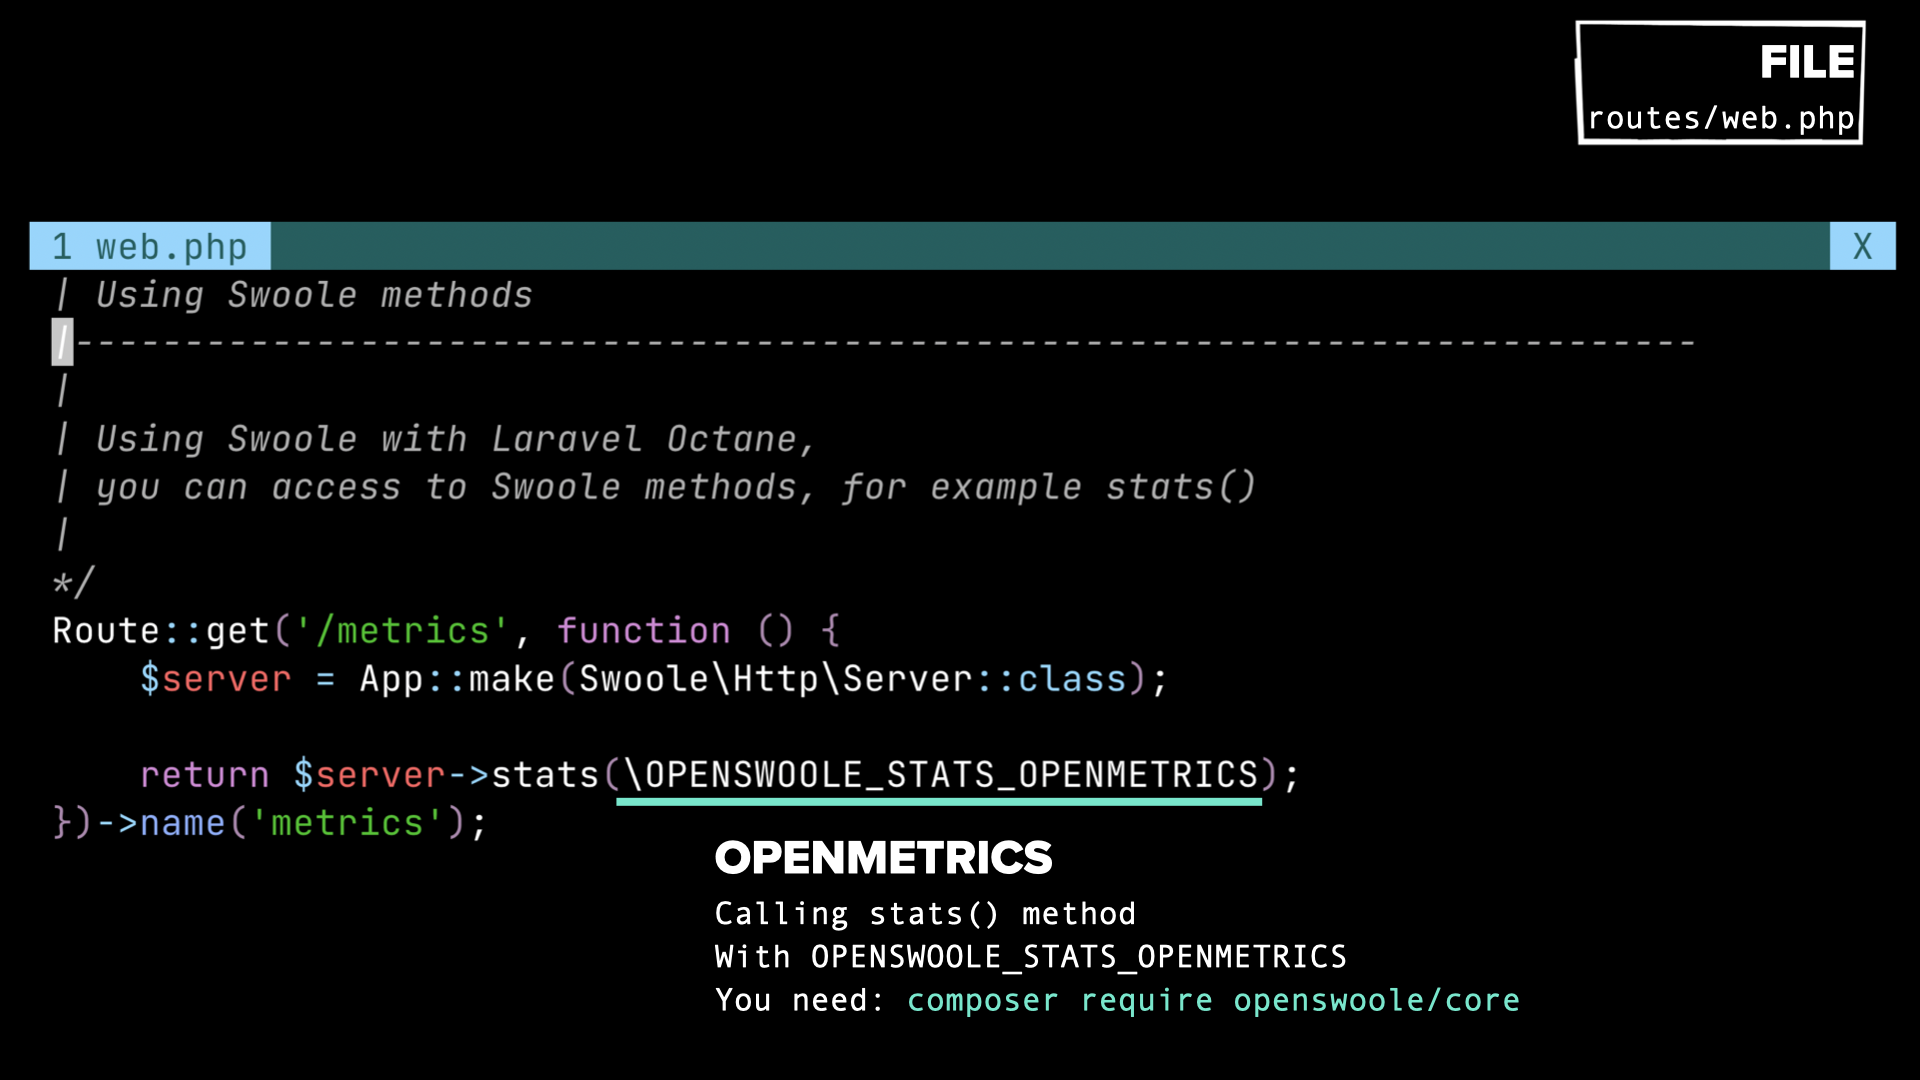 FILE
routes/web.php
1 web.php X
| Using Swoole methods
|--------------------------------------------------------------------------
|
| Using Swoole with Laravel Octane,
| you can access to Swoole methods, for example stats()
|
*/
Route::get('/metrics', function () {
    $server = App::make(Swoole\Http\Server::class);
    return $server->stats(\OPENSWOOLE_STATS_OPENMETRICS);
})->name('metrics');
OPENMETRICS
Calling stats() method
With OPENSWOOLE_STATS_OPENMETRICS
You need: composer require openswoole/core